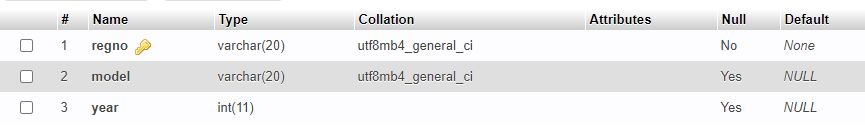 # Name Type Collation Attributes Null Default
1 regno varchar(20) utf8mb4_general_ci No None
2 model varchar(20) utf8mb4_general_ci Yes NULL
3 year int(11) Yes NULL